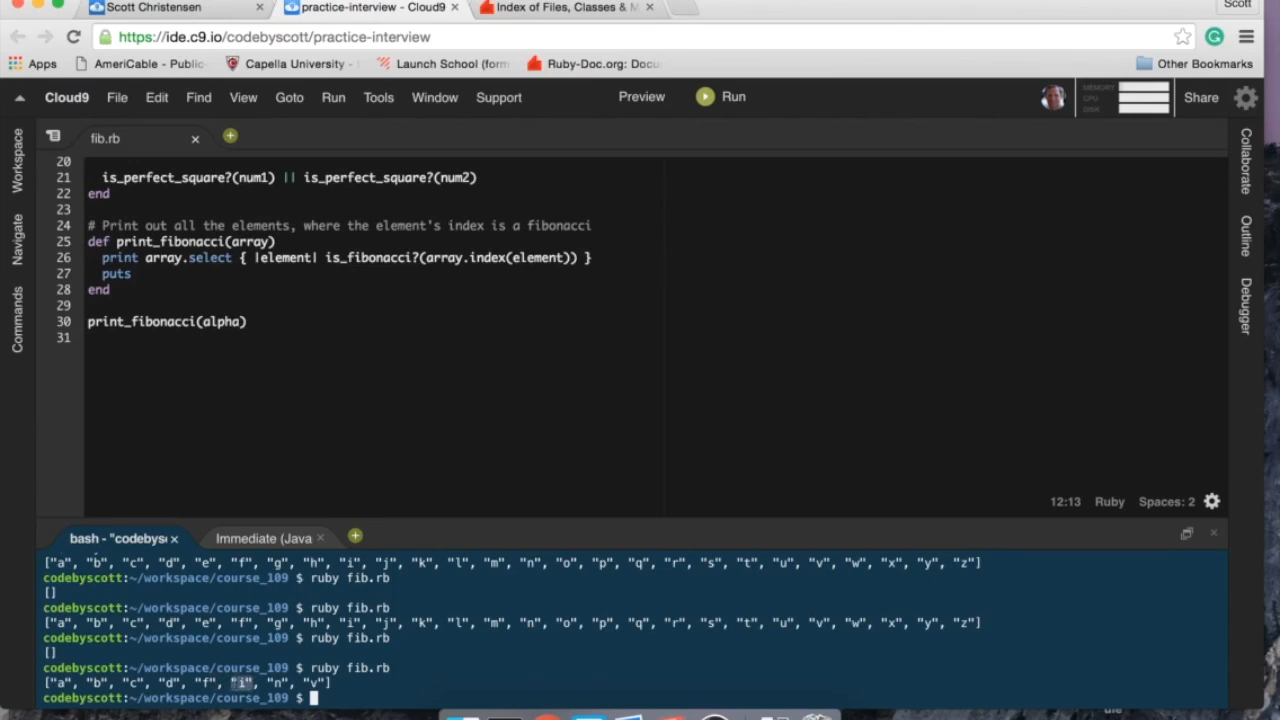 Scott Christensen
practice-interview - Cloud9
Index of Files, Classes & M
Scott
https://ide.c9.io/codebyscott/practice-interview
Apps
AmeriCable - Public
Capella University -
Launch School (form
Ruby-Doc.org: Docu
Other Bookmarks
Cloud9 File Edit Find View Goto Run Tools Window Support
Preview
Run
MEMORY
CPU
DISK
Share
Workspace
Navigate
Commands
Collaborate
Outline
Debugger
fib.rb
20
21 is_perfect_square?(num1) || is_perfect_square?(num2)
22 end
23
24 # Print out all the elements, where the element's index is a fibonacci
25 def print_fibonacci(array)
26 print array.select { |element| is_fibonacci?(array.index(element)) }
27 puts
28 end
29
30 print_fibonacci(alpha)
31
12:13 Ruby Spaces: 2
bash - "codebys
Immediate (Java
["a", "b", "c", "d", "e", "f", "g", "h", "i", "j", "k", "l", "m", "n", "o", "p", "q", "r", "s", "t", "u", "v", "w", "x", "y", "z"]
codebyscott:~/workspace/course_109 $ ruby fib.rb
[]
codebyscott:~/workspace/course_109 $ ruby fib.rb
["a", "b", "c", "d", "e", "f", "g", "h", "i", "j", "k", "l", "m", "n", "o", "p", "q", "r", "s", "t", "u", "v", "w", "x", "y", "z"]
codebyscott:~/workspace/course_109 $ ruby fib.rb
[]
codebyscott:~/workspace/course_109 $ ruby fib.rb
["a", "b", "c", "d", "f", "i", "n", "v"]
codebyscott:~/workspace/course_109 $